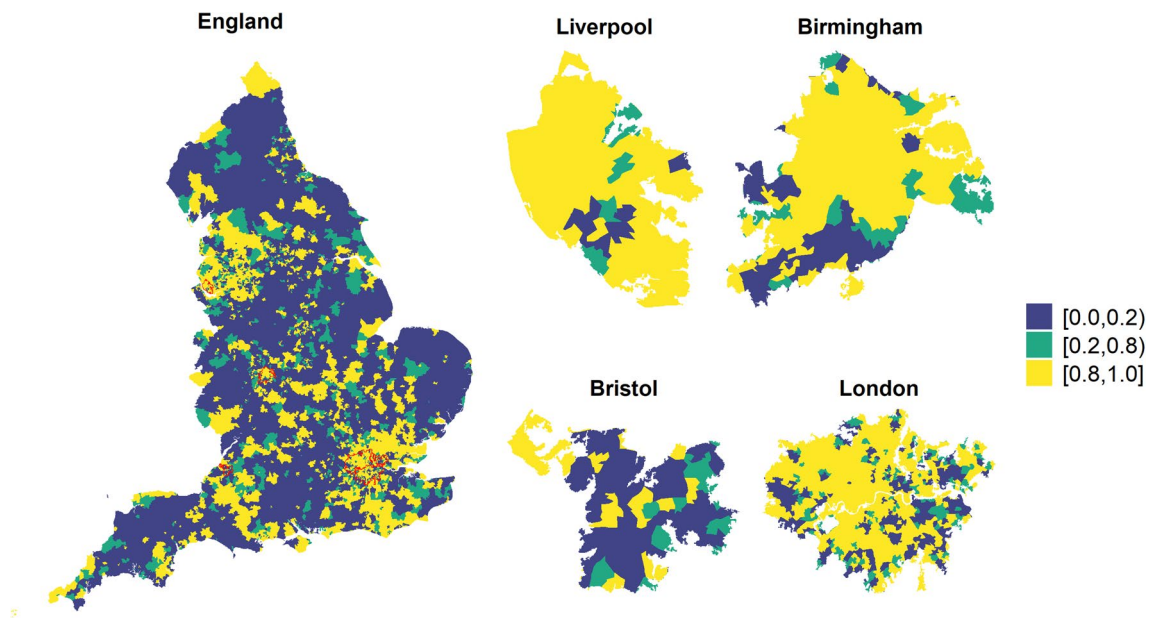 England
Liverpool
Birmingham
[0.0,0.2)
[0.2,0.8)
[0.8,1.0]
Bristol
London